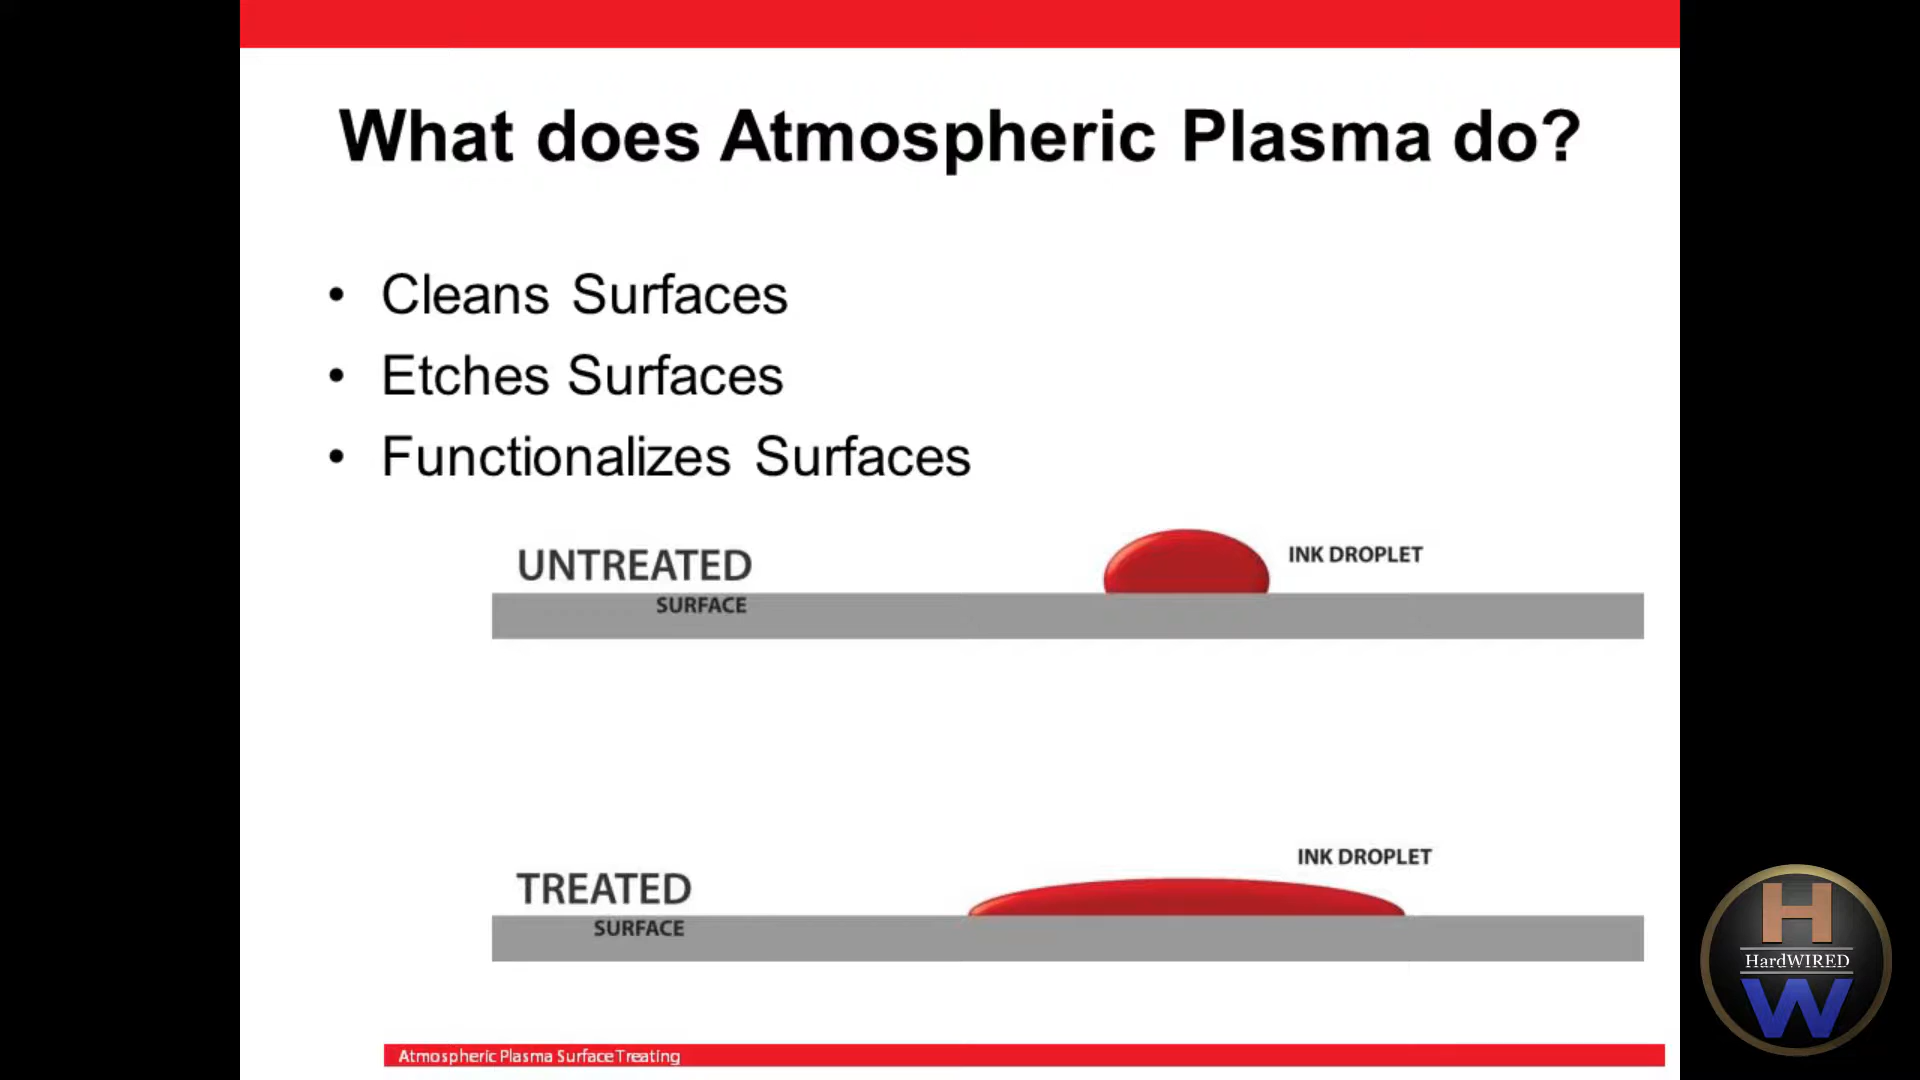 What does Atmospheric Plasma do?
• Cleans Surfaces
• Etches Surfaces
• Functionalizes Surfaces
UNTREATED
SURFACE
INK DROPLET
TREATED
SURFACE
INK DROPLET
Atmospheric Plasma Surface Treating
H
HardWIRED
W